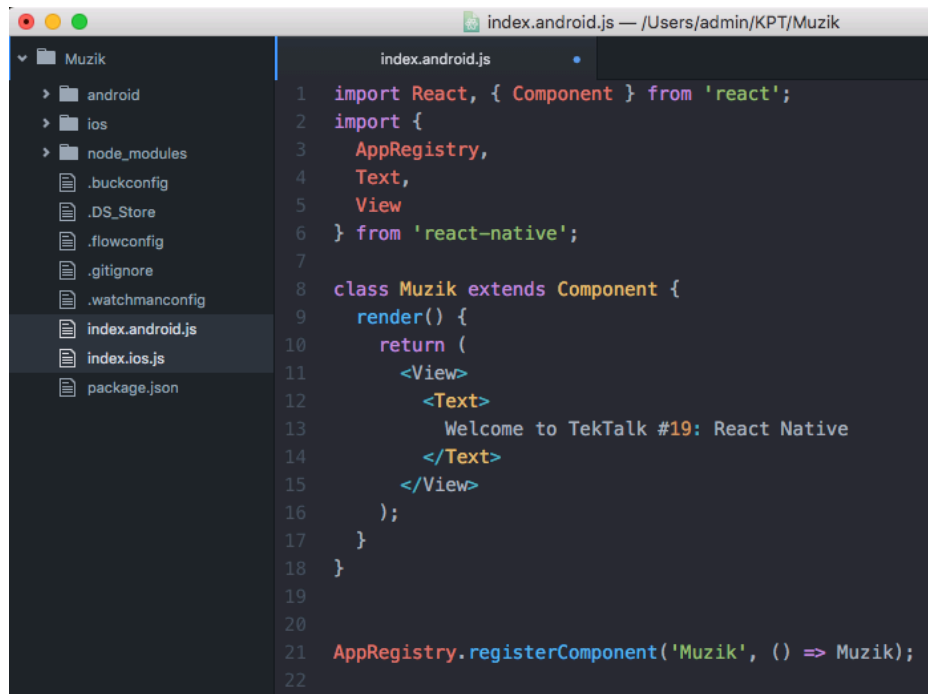 index.android.js — /Users/admin/KPT/Muzik
Muzik
android
ios
node_modules
.buckconfig
.DS_Store
.flowconfig
.gitignore
.watchmanconfig
index.android.js
index.ios.js
package.json
index.android.js
1 import React, { Component } from 'react';
2 import {
3   AppRegistry,
4   Text,
5   View
6 } from 'react-native';
7
8 class Muzik extends Component {
9   render() {
10     return (
11       <View>
12         <Text>
13           Welcome to TekTalk #19: React Native
14         </Text>
15       </View>
16     );
17   }
18 }
19
20
21 AppRegistry.registerComponent('Muzik', () => Muzik);
22